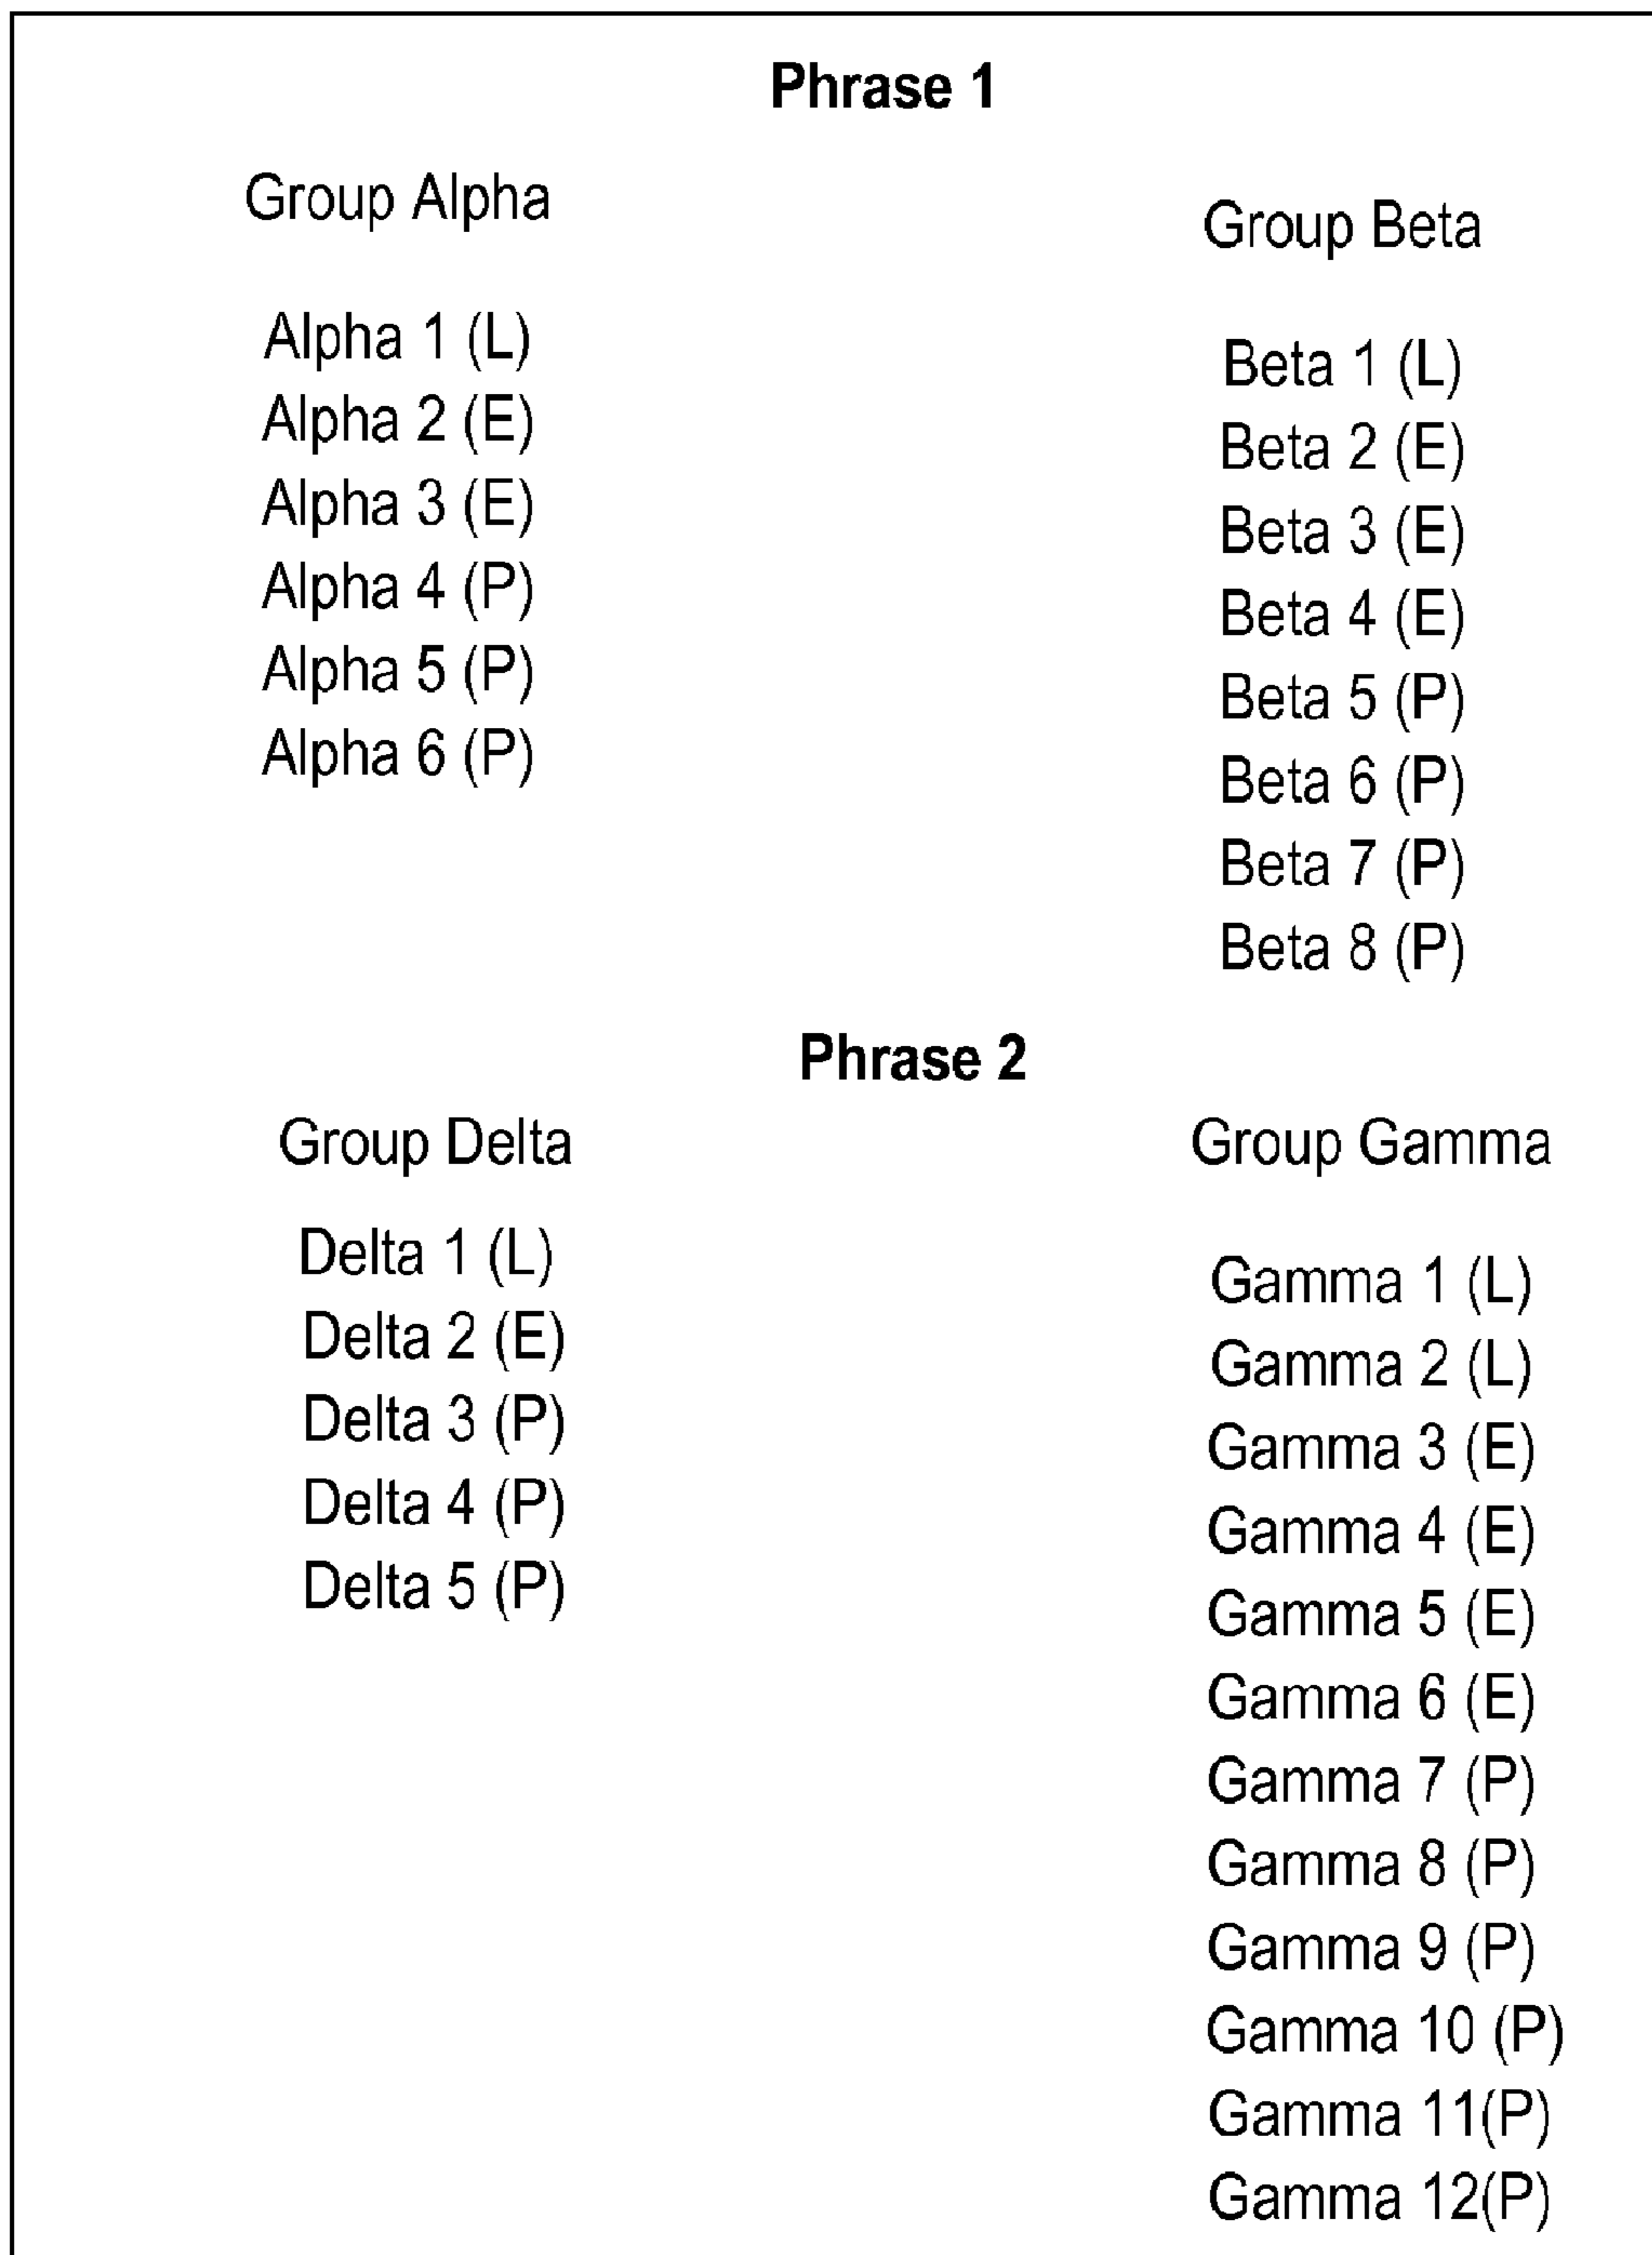 Phrase 1
Group Alpha
Alpha 1 (L)
Alpha 2 (E)
Alpha 3 (E)
Alpha 4 (P)
Alpha 5 (P)
Alpha 6 (P)
Group Beta
Beta 1 (L)
Beta 2 (E)
Beta 3 (E)
Beta 4 (E)
Beta 5 (P)
Beta 6 (P)
Beta 7 (P)
Beta 8 (P)
Phrase 2
Group Delta
Delta 1 (L)
Delta 2 (E)
Delta 3 (P)
Delta 4 (P)
Delta 5 (P)
Group Gamma
Gamma 1 (L)
Gamma 2 (L)
Gamma 3 (E)
Gamma 4 (E)
Gamma 5 (E)
Gamma 6 (E)
Gamma 7 (P)
Gamma 8 (P)
Gamma 9 (P)
Gamma 10 (P)
Gamma 11(P)
Gamma 12(P)